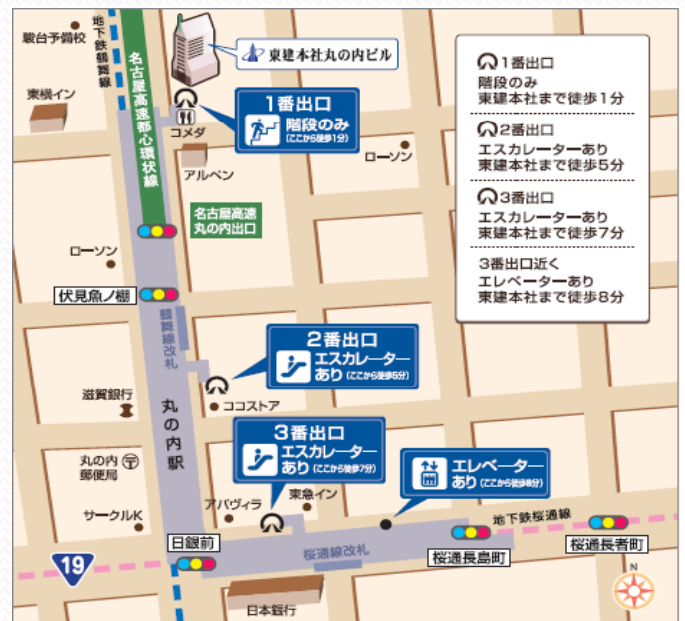 駿台予備校
地下鉄鶴舞線
名古屋高速都心環状線
東建本社丸の内ビル
東横イン
1番出口
階段のみ
(ここから徒歩1分)
コメダ
アルペン
ローソン
名古屋高速
丸の内出口
ローソン
伏見魚ノ棚
鶴舞線改札
2番出口
エスカレーター
あり(ここから徒歩5分)
滋賀銀行
ココストア
丸の内駅
3番出口
エスカレーター
あり(ここから徒歩7分)
丸の内
郵便局
〒
エレベーター
あり(ここから徒歩8分)
アパヴィラ
東急イン
サークルK
地下鉄桜通線
日銀前
桜通線改札
桜通長島町
桜通長者町
19
日本銀行
N
1番出口
階段のみ
東建本社まで徒歩1分
2番出口
エスカレーターあり
東建本社まで徒歩5分
3番出口
エスカレーターあり
東建本社まで徒歩7分
3番出口近く
エレベーターあり
東建本社まで徒歩8分